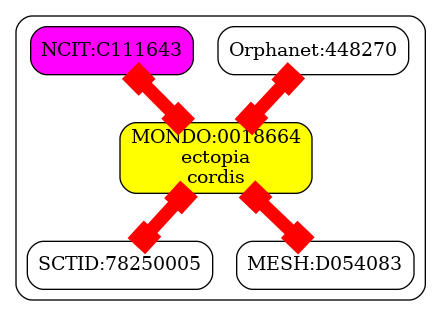 NCIT:C111643
Orphanet:448270
MONDO:0018664
ectopia
cordis
SCTID:78250005
MESH:D054083